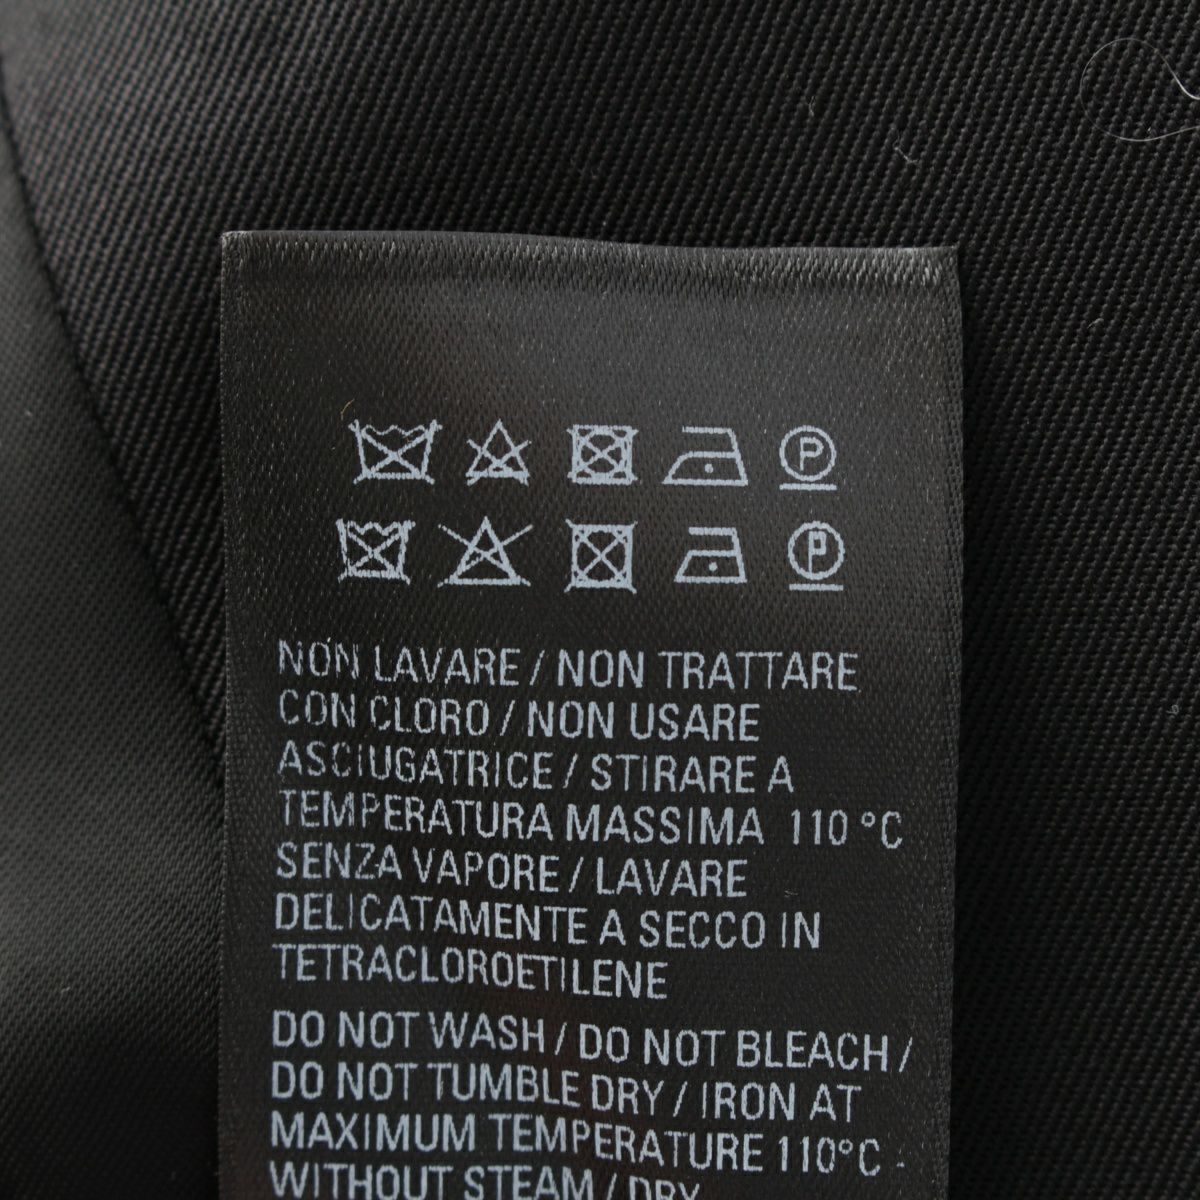 P
P
NON LAVARE / NON TRATTARE
CON CLORO / NON USARE
ASCIUGATRICE / STIRARE A
TEMPERATURA MASSIMA 110 °C
SENZA VAPORE / LAVARE
DELICATAMENTE A SECCO IN
TETRACLOROETILENE
DO NOT WASH / DO NOT BLEACH /
DO NOT TUMBLE DRY / IRON AT
MAXIMUM TEMPERATURE 110°C -
WITHOUT STEAM / DRY